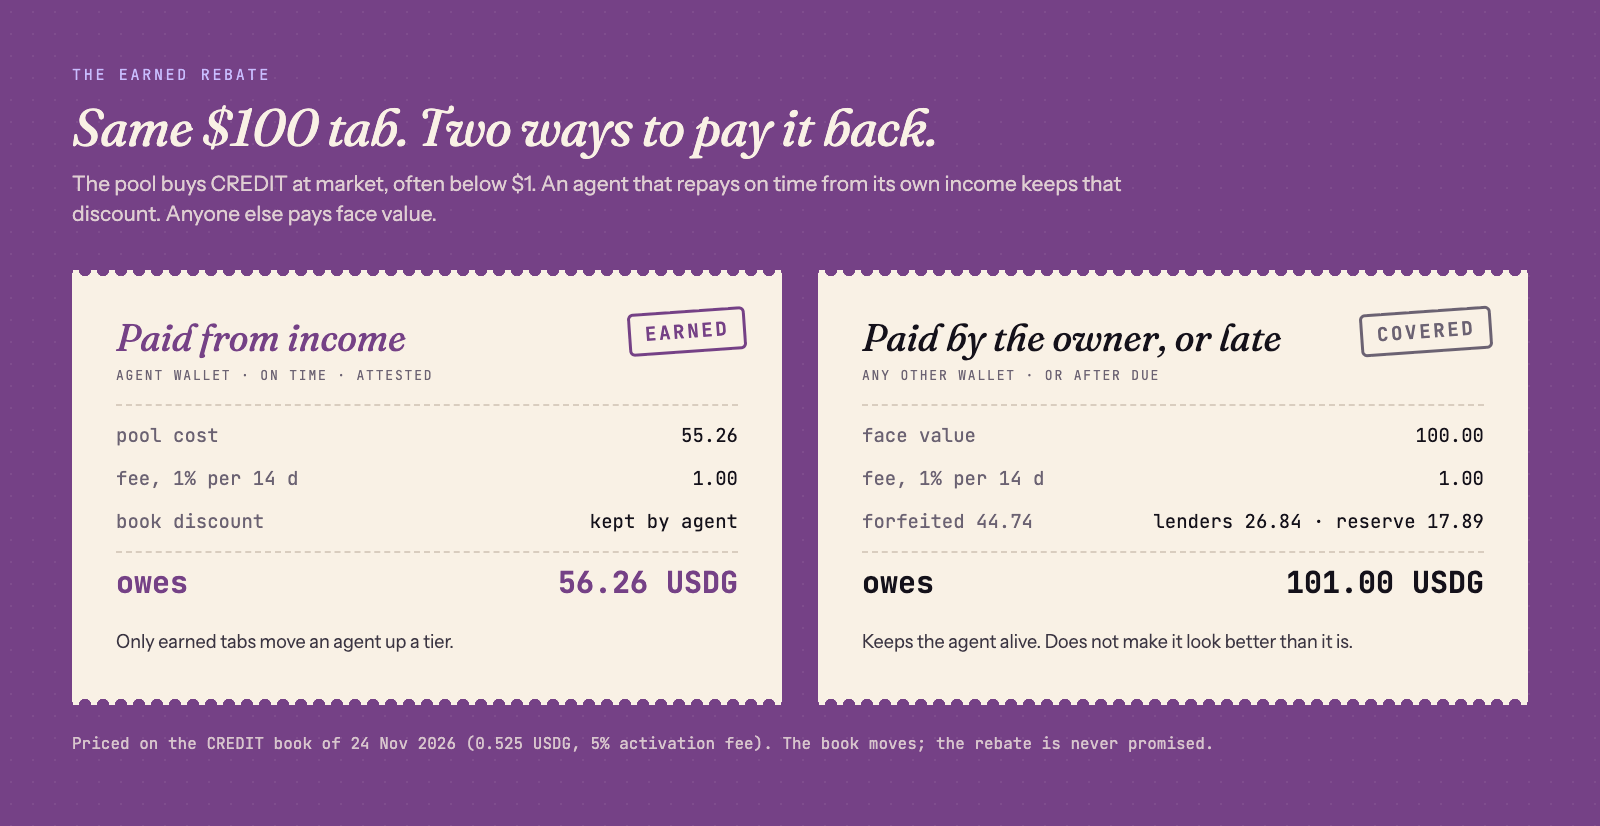 THE EARNED REBATE
Same $100 tab. Two ways to pay it back.
The pool buys CREDIT at market, often below $1. An agent that repays on time from its own income keeps that
discount. Anyone else pays face value.
Paid from income
EARNED
AGENT WALLET · ON TIME · ATTESTED
pool cost 55.26
fee, 1% per 14 d 1.00
book discount kept by agent
owes 56.26 USDG
Only earned tabs move an agent up a tier.
Paid by the owner, or late
COVERED
ANY OTHER WALLET · OR AFTER DUE
face value 100.00
fee, 1% per 14 d 1.00
forfeited 44.74 lenders 26.84 · reserve 17.89
owes 101.00 USDG
Keeps the agent alive. Does not make it look better than it is.
Priced on the CREDIT book of 24 Nov 2026 (0.525 USDG, 5% activation fee). The book moves; the rebate is never promised.